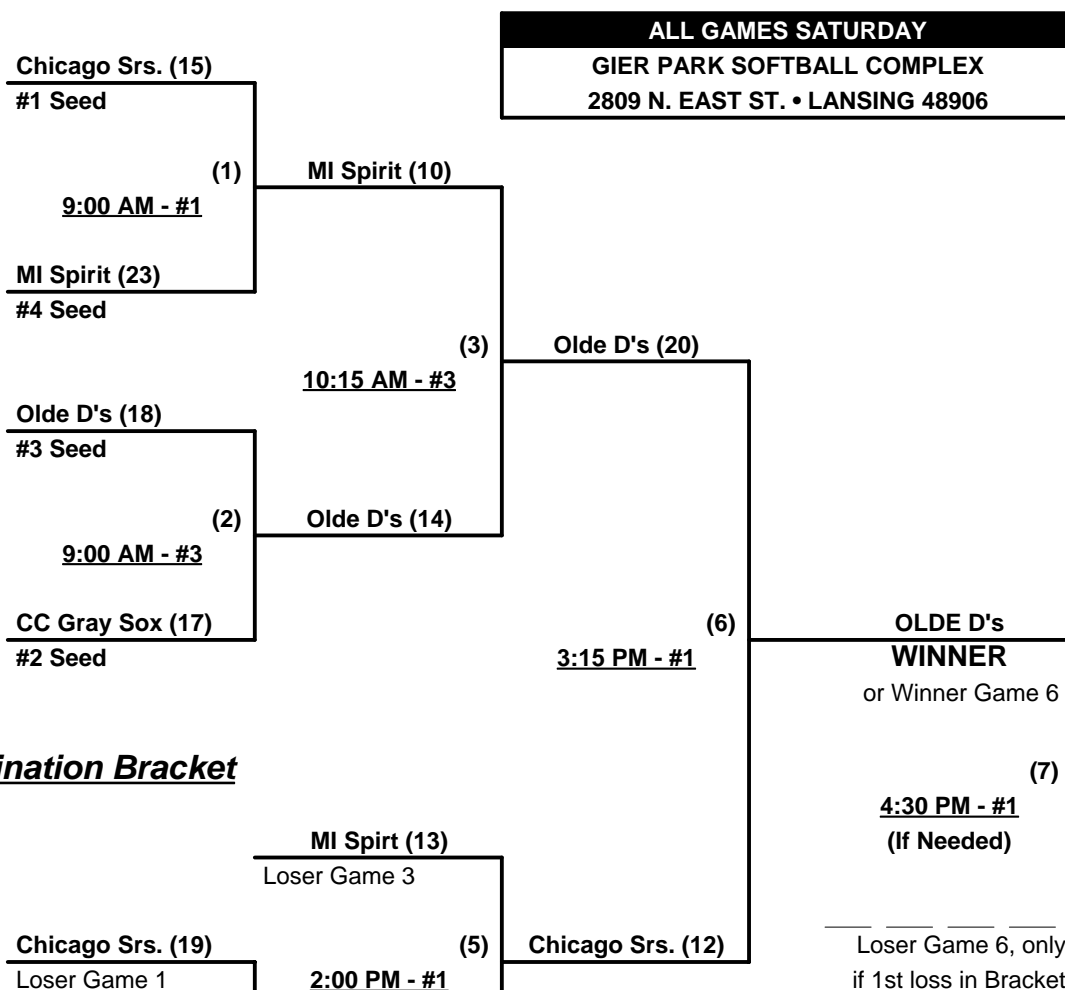 ALL GAMES SATURDAY
GIER PARK SOFTBALL COMPLEX
2809 N. EAST ST. • LANSING 48906
Chicago Srs. (15)
#1 Seed
(1)
MI Spirit (10)
9:00 AM - #1
MI Spirit (23)
#4 Seed
(3)
Olde D's (20)
10:15 AM - #3
Olde D's (18)
#3 Seed
(2)
Olde D's (14)
9:00 AM - #3
CC Gray Sox (17)
#2 Seed
(6)
3:15 PM - #1
OLDE D's
WINNER
or Winner Game 6
ination Bracket
(7)
4:30 PM - #1
(If Needed)
MI Spirt (13)
Loser Game 3
Chicago Srs. (19)
Loser Game 1
(5)
2:00 PM - #1
Chicago Srs. (12)
Loser Game 6, only
if 1st loss in Bracket